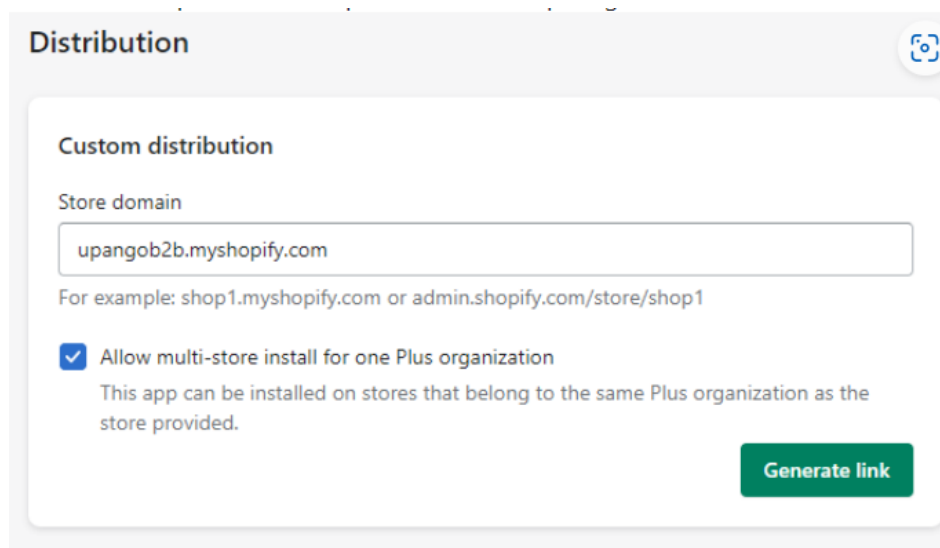 Distribution
Custom distribution
Store domain
upangob2b.myshopify.com
For example: shop1.myshopify.com or admin.shopify.com/store/shop1
Allow multi-store install for one Plus organization
This app can be installed on stores that belong to the same Plus organization as the
store provided.
Generate link